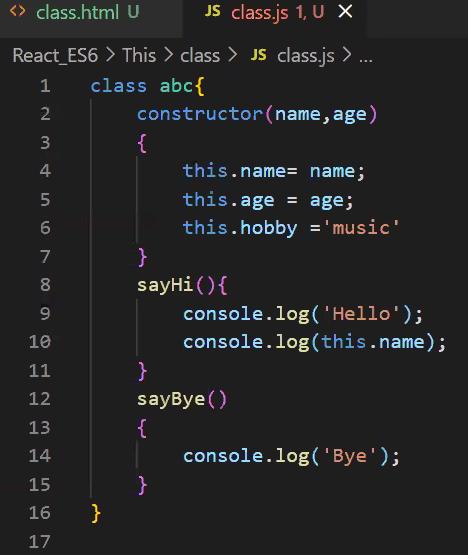 <> class.html U JS class.js 1, U ×
React_ES6 > This > class > JS class.js > ...
1 class abc{
2     constructor(name,age)
3     {
4         this.name= name;
5         this.age = age;
6         this.hobby ='music'
7     }
8     sayHi(){
9         console.log('Hello');
10         console.log(this.name);
11     }
12     sayBye()
13     {
14         console.log('Bye');
15     }
16 }
17